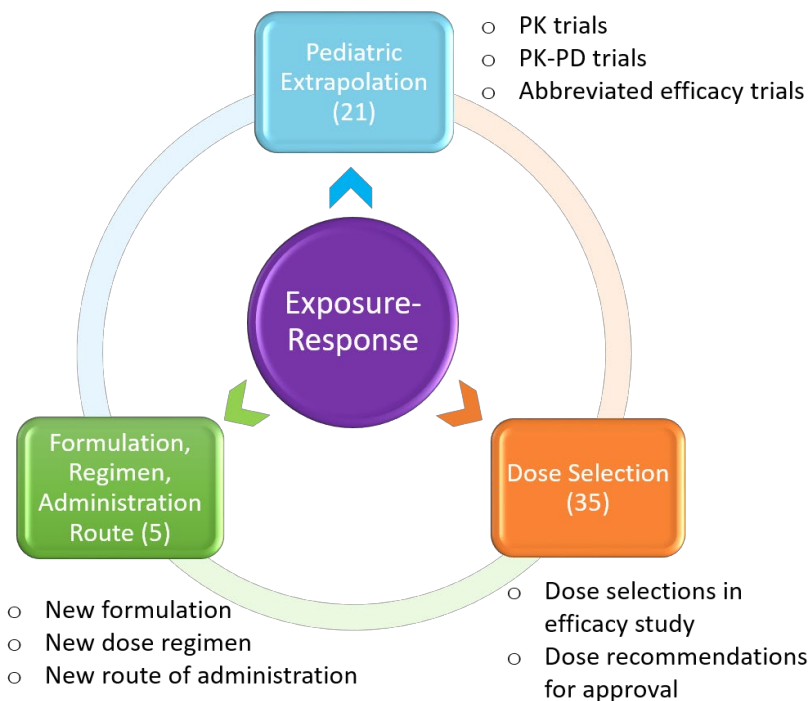 Pediatric
Extrapolation
(21)
o PK trials
o PK-PD trials
o Abbreviated efficacy trials
Exposure-
Response
Formulation,
Regimen,
Administration
Route (5)
Dose Selection
(35)
o New formulation
o New dose regimen
o New route of administration
o Dose selections in
efficacy study
o Dose recommendations
for approval